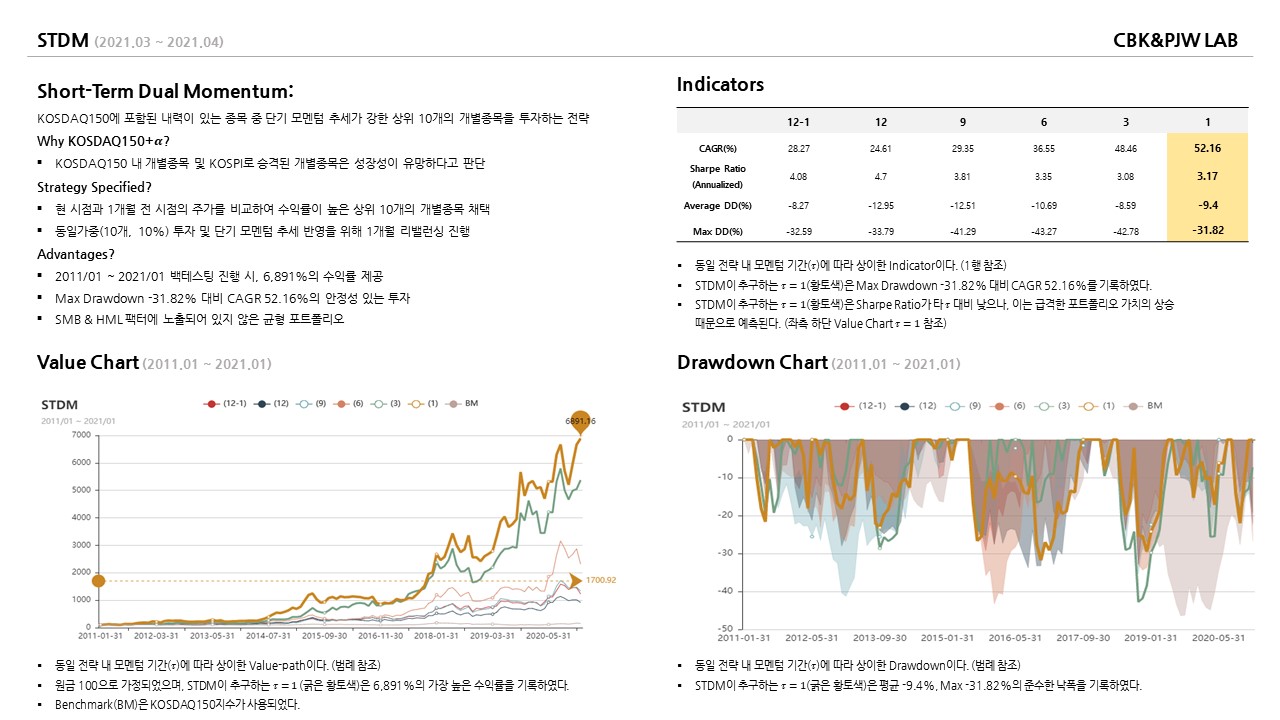 STDM (2021.03 ~ 2021.04)
CBK&PJW LAB
Short-Term Dual Momentum:
KOSDAQ150에 포함된 내력이 있는 종목 중 단기 모멘텀 추세가 강한 상위 10개의 개별종목을 투자하는 전략
Why KOSDAQ150+α?
▪ KOSDAQ150 내 개별종목 및 KOSPI로 승격된 개별종목은 성장성이 유망하다고 판단
Strategy Specified?
▪ 현 시점과 1개월 전 시점의 주가를 비교하여 수익률이 높은 상위 10개의 개별종목 채택
▪ 동일가중(10개, 10%) 투자 및 단기 모멘텀 추세 반영을 위해 1개월 리밸런싱 진행
Advantages?
▪ 2011/01 ~ 2021/01 백테스팅 진행 시, 6,891%의 수익률 제공
▪ Max Drawdown -31.82% 대비 CAGR 52.16%의 안정성 있는 투자
▪ SMB & HML 팩터에 노출되어 있지 않은 균형 포트폴리오
Indicators
12-1 12 9 6 3 1
CAGR(%) 28.27 24.61 29.35 36.55 48.46 52.16
Sharpe Ratio
(Annualized) 4.08 4.7 3.81 3.35 3.08 3.17
Average DD(%) -8.27 -12.95 -12.51 -10.69 -8.59 -9.4
Max DD(%) -32.59 -33.79 -41.29 -43.27 -42.78 -31.82
▪ 동일 전략 내 모멘텀 기간(τ)에 따라 상이한 Indicator이다. (1행 참조)
▪ STDM이 추구하는 τ = 1(황토색)은 Max Drawdown -31.82% 대비 CAGR 52.16%를 기록하였다.
▪ STDM이 추구하는 τ = 1(황토색)은 Sharpe Ratio가 타 τ 대비 낮으나, 이는 급격한 포트폴리오 가치의 상승
때문으로 예측된다. (좌측 하단 Value Chart τ = 1 참조)
Value Chart (2011.01 ~ 2021.01)
STDM
2011/01 ~ 2021/01
(12-1) (12) (9) (6) (3) (1) BM
6891.16
7000
6000
5000
4000
3000
2000
1000
0
1700.92
2011-01-31 2012-03-31 2013-05-31 2014-07-31 2015-09-30 2016-11-30 2018-01-31 2019-03-31 2020-05-31
▪ 동일 전략 내 모멘텀 기간(τ)에 따라 상이한 Value-path이다. (범례 참조)
▪ 원금 100으로 가정되었으며, STDM이 추구하는 τ = 1 (굵은 황토색)은 6,891%의 가장 높은 수익률을 기록하였다.
▪ Benchmark(BM)은 KOSDAQ150지수가 사용되었다.
Drawdown Chart (2011.01 ~ 2021.01)
STDM
2011/01 ~ 2021/01
(12-1) (12) (9) (6) (3) (1) BM
0
-10
-20
-30
-40
-50
2011-01-31 2012-05-31 2013-09-30 2015-01-31 2016-05-31 2017-09-30 2019-01-31 2020-05-31
▪ 동일 전략 내 모멘텀 기간(τ)에 따라 상이한 Drawdown이다. (범례 참조)
▪ STDM이 추구하는 τ = 1(굵은 황토색)은 평균 -9.4%, Max -31.82%의 준수한 낙폭을 기록하였다.